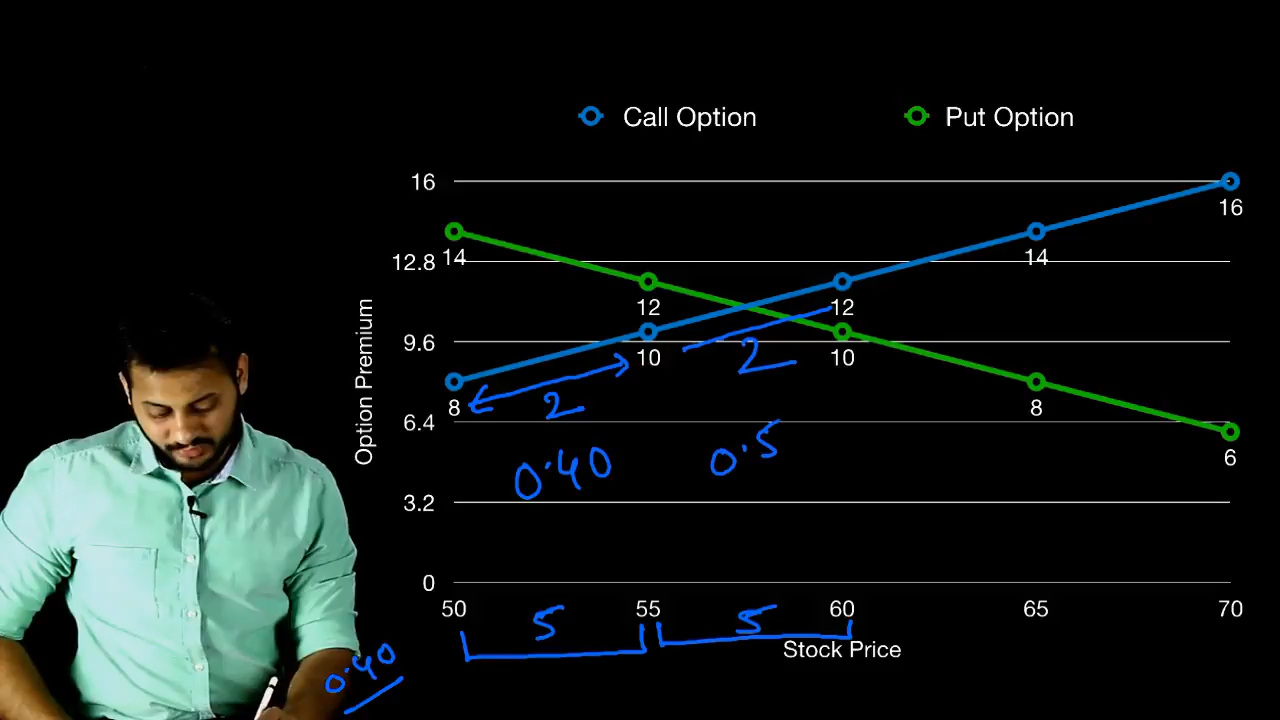 Call Option Put Option
16
16
12.8 14 14
12 12
Option Premium
9.6
10 2 10
8 2 8
6.4
0.40 0.5 6
3.2
0
50 55 60 65 70
5 5
Stock Price
0.40